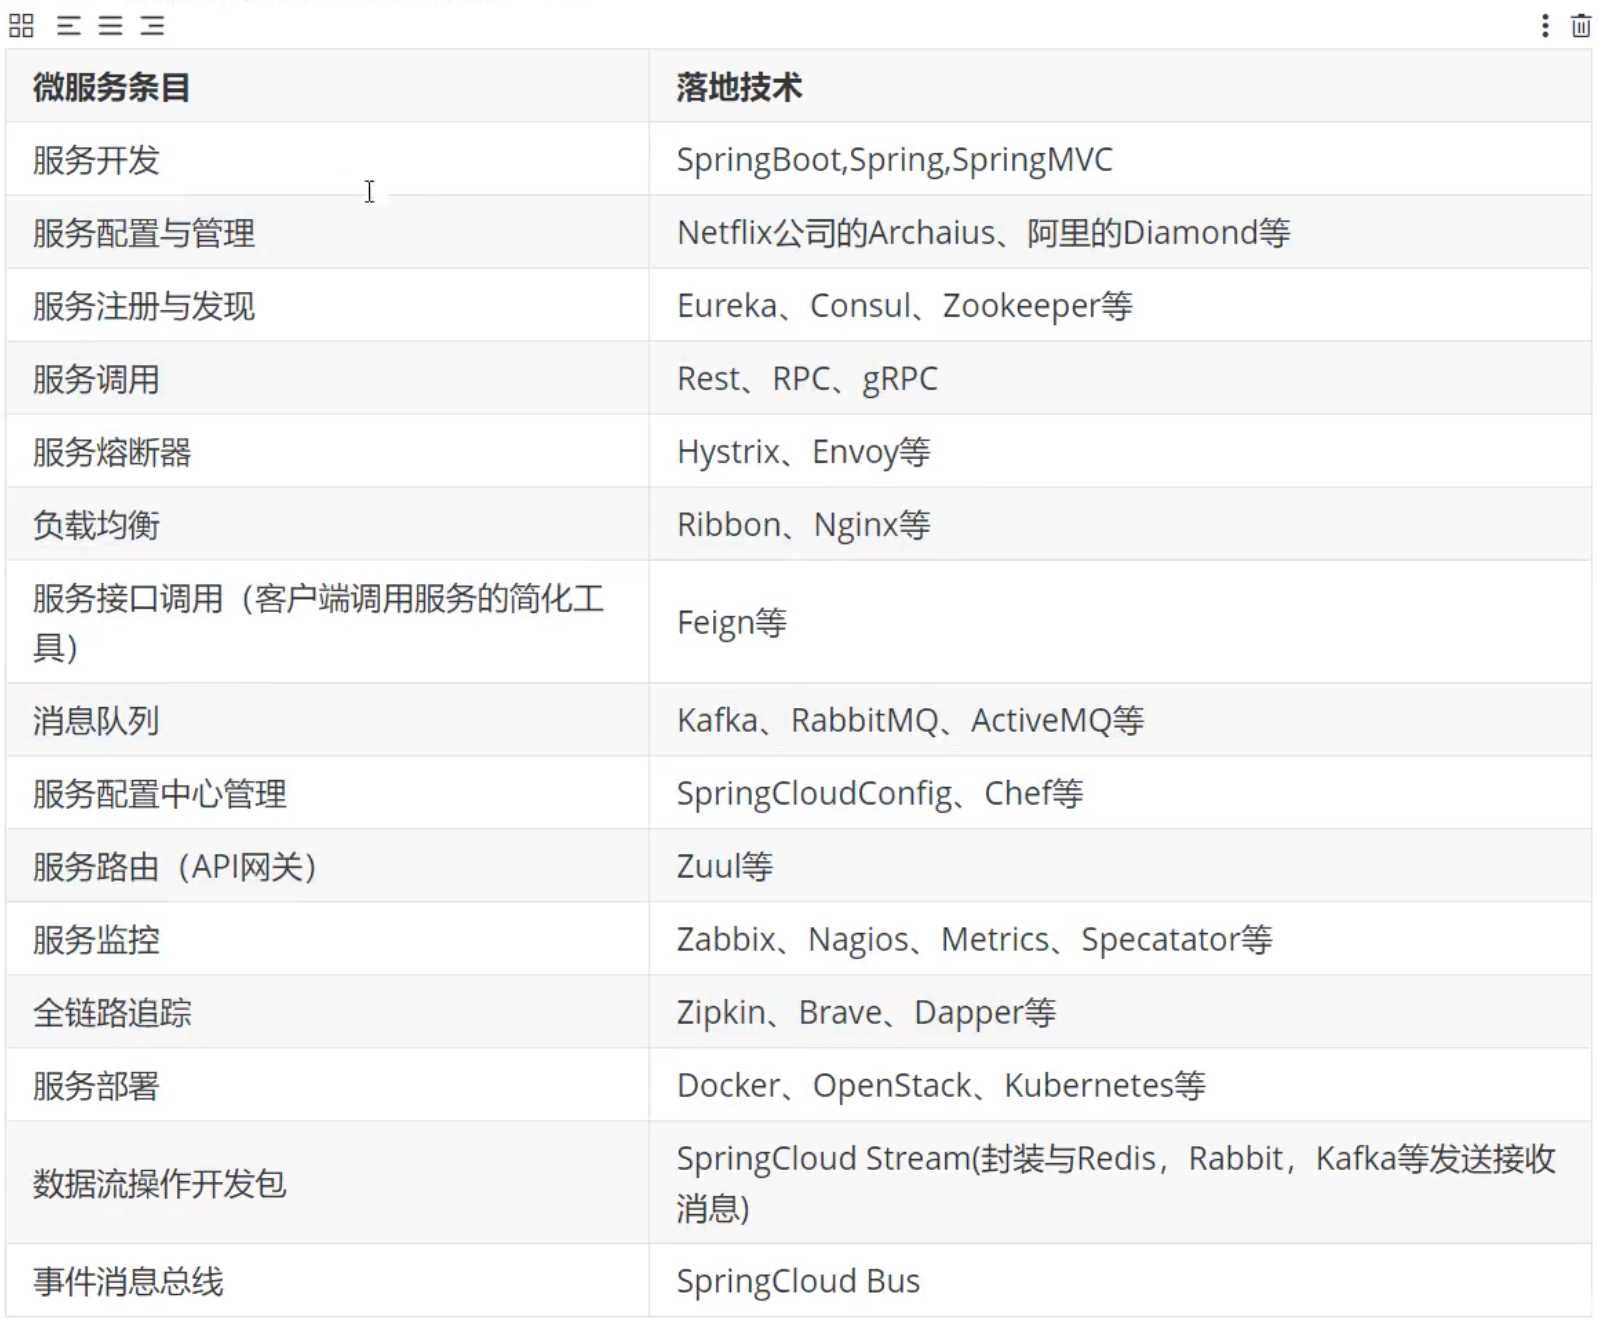 微服务条目
落地技术
服务开发
SpringBoot,Spring,SpringMVC
服务配置与管理
Netflix公司的Archaius、阿里的Diamond等
服务注册与发现
Eureka、Consul、Zookeeper等
服务调用
Rest、RPC、gRPC
服务熔断器
Hystrix、Envoy等
负载均衡
Ribbon、Nginx等
服务接口调用（客户端调用服务的简化工
具）
Feign等
消息队列
Kafka、RabbitMQ、ActiveMQ等
服务配置中心管理
SpringCloudConfig、Chef等
服务路由（API网关）
Zuul等
服务监控
Zabbix、Nagios、Metrics、Specatator等
全链路追踪
Zipkin、Brave、Dapper等
服务部署
Docker、OpenStack、Kubernetes等
数据流操作开发包
SpringCloud Stream(封装与Redis，Rabbit，Kafka等发送接收
消息)
事件消息总线
SpringCloud Bus